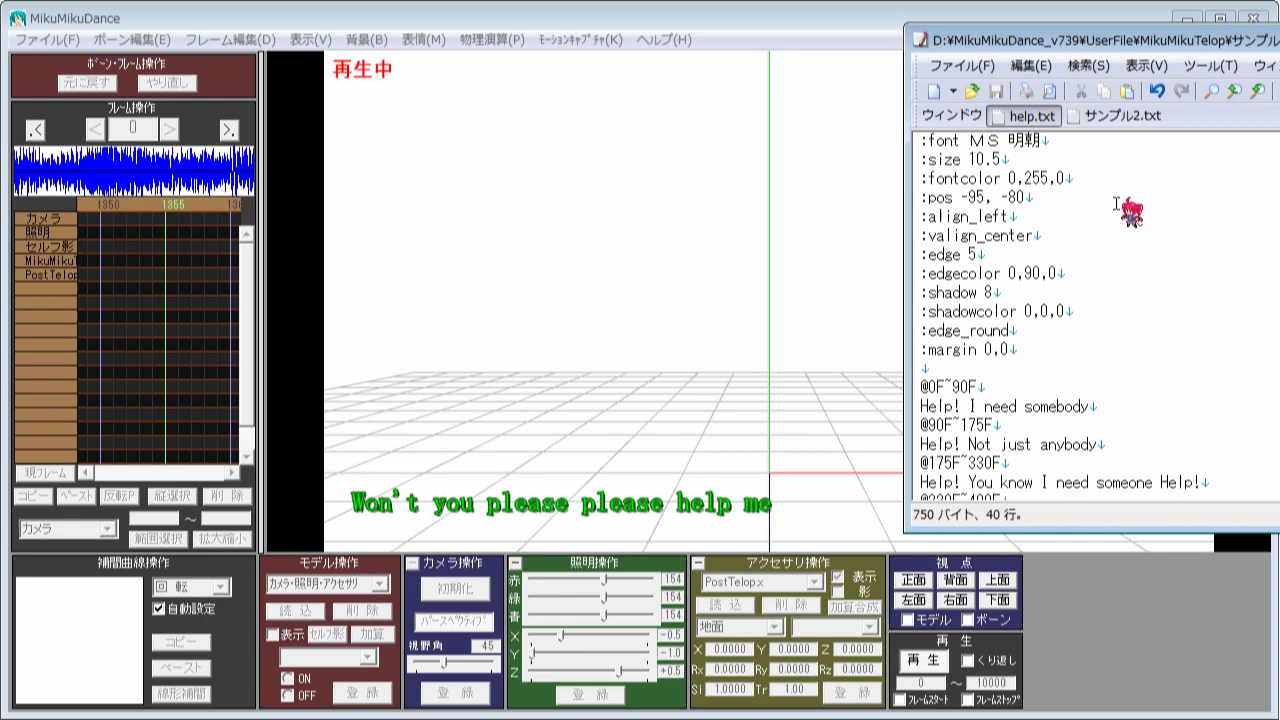 MikuMikuDance
ファイル(F) ボーン編集(E) フレーム編集(D) 表示(V) 背景(B) 表情(M) 物理演算(P) ﾓｰｼｮﾝｷｬﾌﾟﾁｬ(K) ヘルプ(H)
ボーン・フレーム操作
元に戻す やり直し
フレーム操作
.< < 0 > >.
1350 1355
カメラ
照明
セルフ影
MikuMikuT
PostTelop
現フレーム
コピー ペースト 反転P 縦選択 削 除
カメラ ～
範囲選択 拡大縮小
再生中
Won't you please please help me
D:¥MikuMikuDance_v739¥UserFile¥MikuMikuTelop¥サンプル
ファイル(F) 編集(E) 検索(S) 表示(V) ツール(T) ウィ
ウィンドウ help.txt サンプル2.txt
:font ＭＳ 明朝↓
:size 10.5↓
:fontcolor 0,255,0↓
:pos -95, -80↓
:align_left↓
:valign_center↓
:edge 5↓
:edgecolor 0,90,0↓
:shadow 8↓
:shadowcolor 0,0,0↓
:edge_round↓
:margin 0,0↓
↓
@0F~90F↓
Help! I need somebody↓
@90F~175F↓
Help! Not just anybody↓
@175F~330F↓
Help! You know I need someone Help!↓
750 バイト、40 行。
補間曲線操作
回 転
自動設定
コピー
ペースト
線形補間
モデル操作
カメラ・照明・アクセサリ
読 込 削 除
表示 セルフ影 加算
ON
OFF
登 録
カメラ操作
初期化
パースペクティブ
視野角 45
登 録
照明操作
赤 154
緑 154
青 154
X -0.5
Y -1.0
Z +0.5
登 録
アクセサリ操作
PostTelop.x 表示
影
読 込 削 除 加算合成
地面
X 0.0000 Y 0.0000 Z 0.0000
Rx 0.0000 Ry 0.0000 Rz 0.0000
Si 1.0000 Tr 1.00 登 録
視 点
正面 背面 上面
左面 右面 下面
モデル ボーン
再 生
再 生 くり返し
0 ～ 10000
フレームスタート フレームストップ